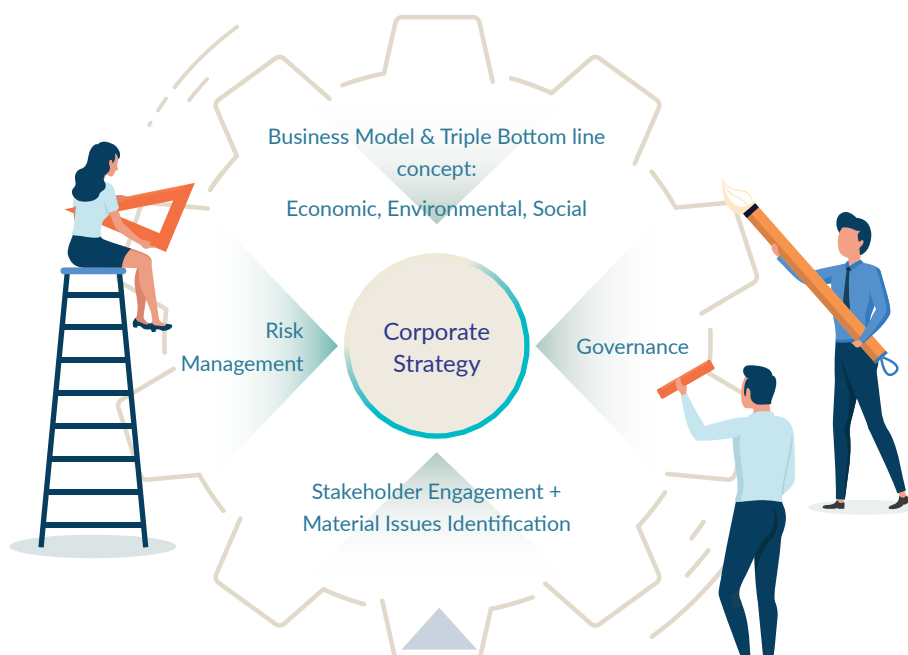 Business Model & Triple Bottom line
concept:
Economic, Environmental, Social
Risk
Management
Corporate
Strategy
Governance
Stakeholder Engagement +
Material Issues Identification